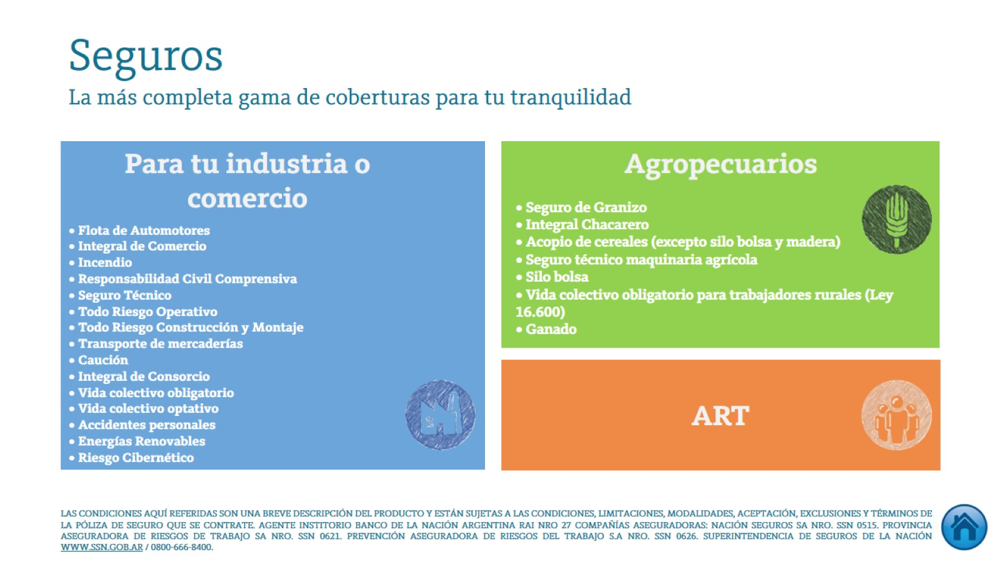 Seguros
La más completa gama de coberturas para tu tranquilidad
Para tu industria o
comercio
• Flota de Automotores
• Integral de Comercio
• Incendio
• Responsabilidad Civil Comprensiva
• Seguro Técnico
• Todo Riesgo Operativo
• Todo Riesgo Construcción y Montaje
• Transporte de mercaderías
• Caución
• Integral de Consorcio
• Vida colectivo obligatorio
• Vida colectivo optativo
• Accidentes personales
• Energías Renovables
• Riesgo Cibernético
Agropecuarios
• Seguro de Granizo
• Integral Chacarero
• Acopio de cereales (excepto silo bolsa y madera)
• Seguro técnico maquinaria agrícola
• Silo bolsa
• Vida colectivo obligatorio para trabajadores rurales (Ley
16.600)
• Ganado
ART
LAS CONDICIONES AQUÍ REFERIDAS SON UNA BREVE DESCRIPCIÓN DEL PRODUCTO Y ESTÁN SUJETAS A LAS CONDICIONES, LIMITACIONES, MODALIDADES, ACEPTACIÓN, EXCLUSIONES Y TÉRMINOS DE
LA PÓLIZA DE SEGURO QUE SE CONTRATE. AGENTE INSTITORIO BANCO DE LA NACIÓN ARGENTINA RAI NRO 27 COMPAÑÍAS ASEGURADORAS: NACIÓN SEGUROS SA NRO. SSN 0515. PROVINCIA
ASEGURADORA DE RIESGOS DE TRABAJO SA NRO. SSN 0621. PREVENCIÓN ASEGURADORA DE RIESGOS DEL TRABAJO S.A NRO. SSN 0626. SUPERINTENDENCIA DE SEGUROS DE LA NACIÓN
WWW.SSN.GOB.AR / 0800-666-8400.